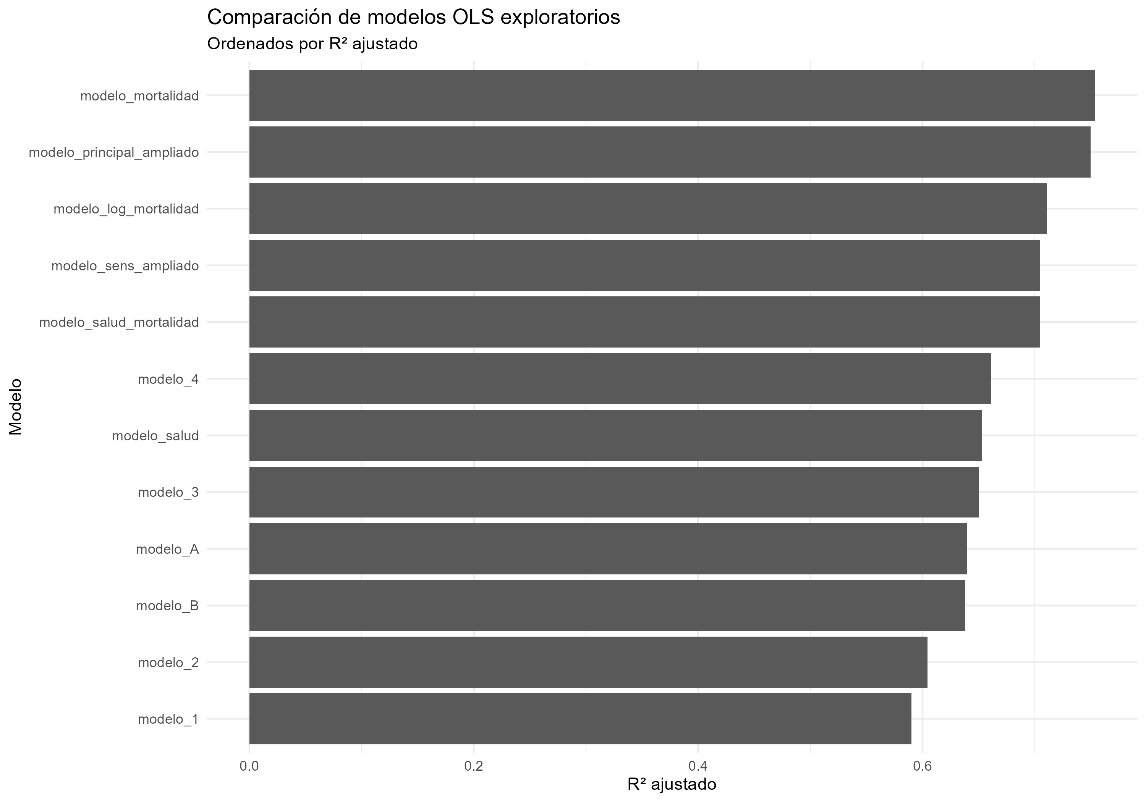 Comparación de modelos OLS exploratorios
Ordenados por R² ajustado
modelo_mortalidad
modelo_principal_ampliado
modelo_log_mortalidad
modelo_sens_ampliado
modelo_salud_mortalidad
modelo_4
modelo_salud
modelo_3
modelo_A
modelo_B
modelo_2
modelo_1
Modelo
0.0 0.2 0.4 0.6
R² ajustado